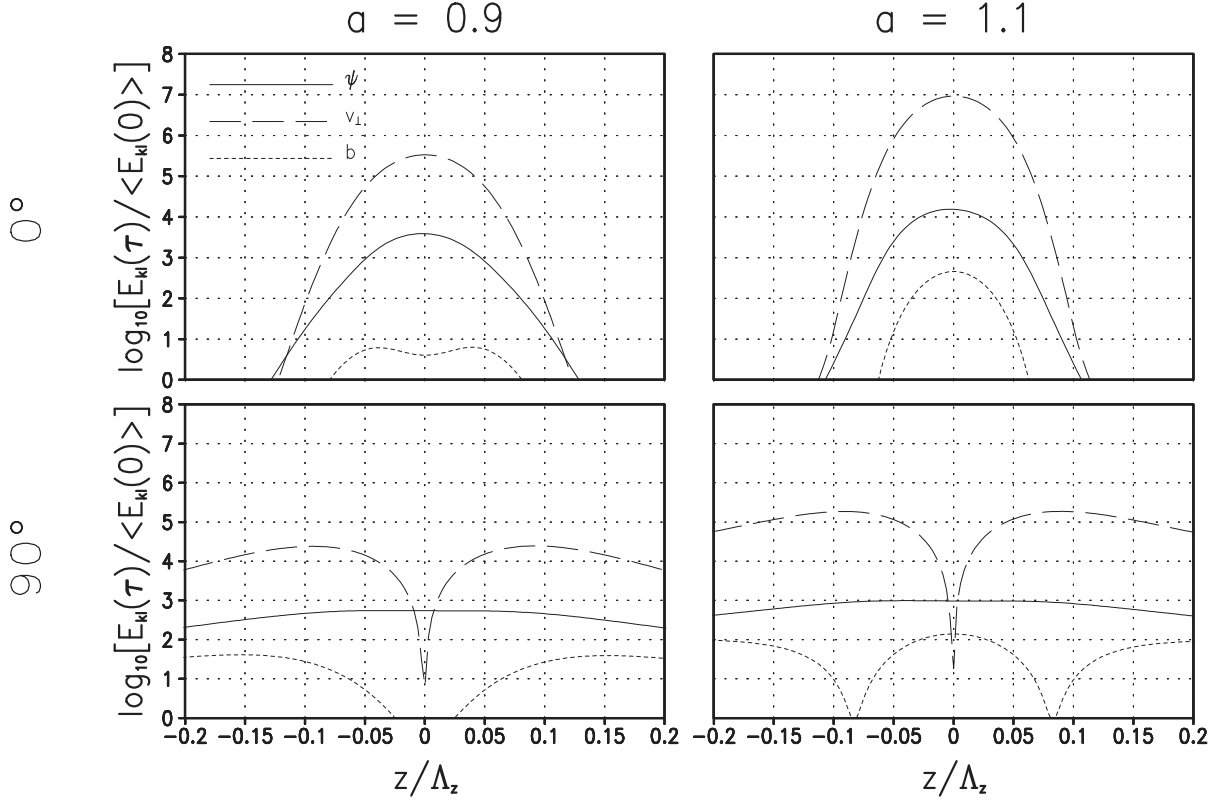 a = 0.9
a = 1.1
0°
log₁₀[E_kl(τ)/<E_kl(0)>]
8
7
6
5
4
3
2
1
0
ψ
v⊥
b
90°
log₁₀[E_kl(τ)/<E_kl(0)>]
8
7
6
5
4
3
2
1
0
-0.2 -0.15 -0.1 -0.05 0 0.05 0.1 0.15 0.2
-0.2 -0.15 -0.1 -0.05 0 0.05 0.1 0.15 0.2
z/Λ_z
z/Λ_z